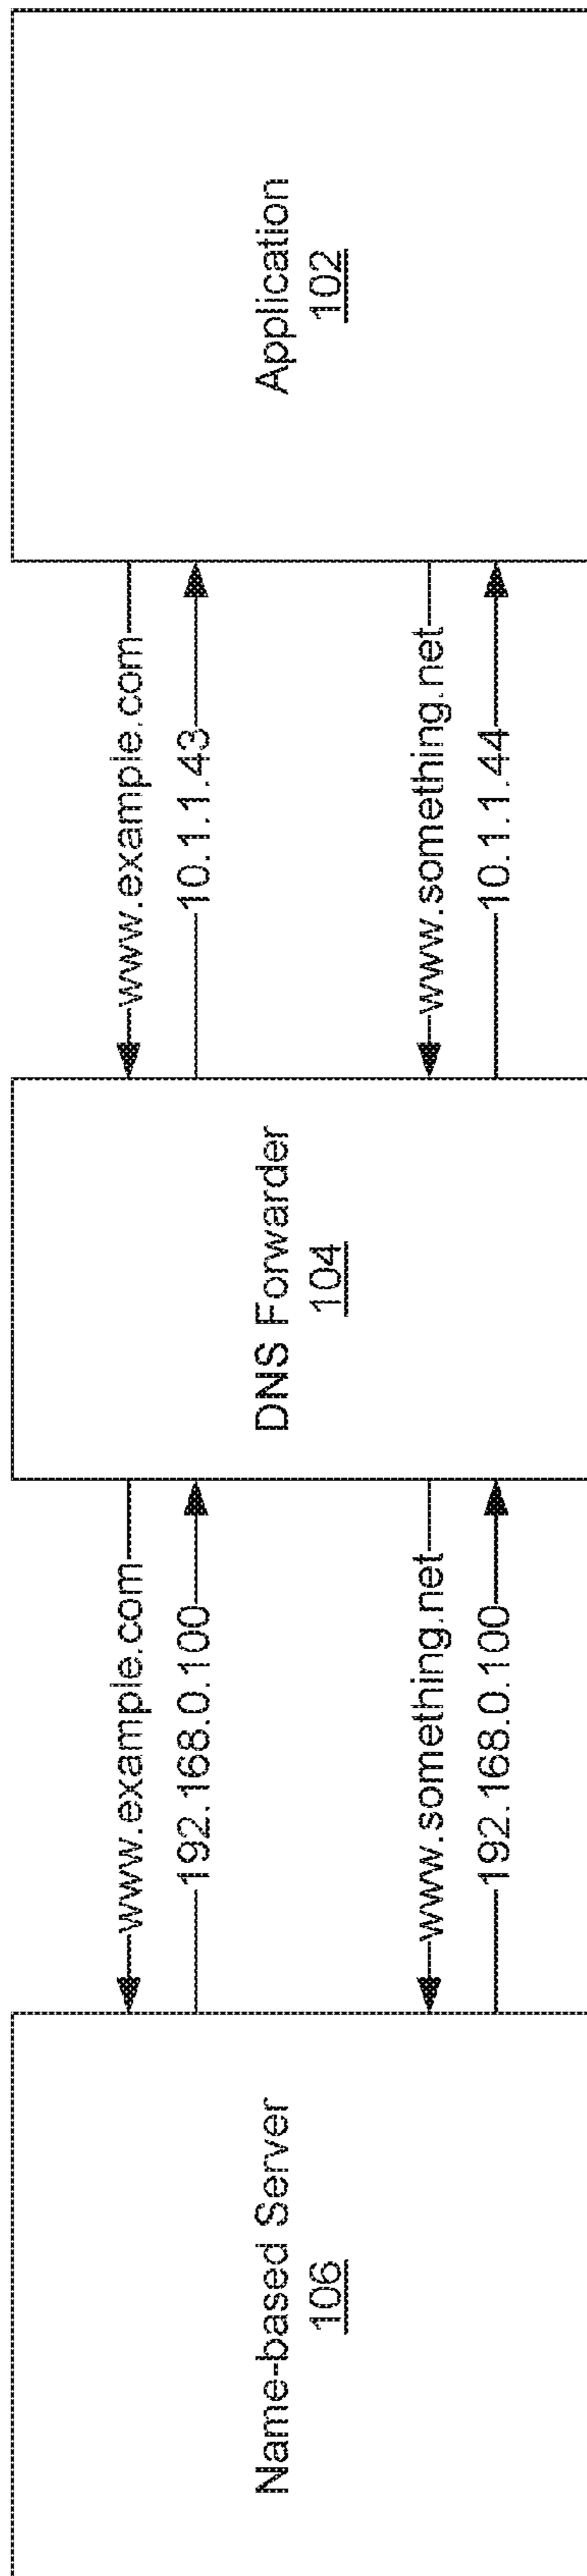 Name-based Server
106
www.example.com
192.168.0.100
www.something.net
192.168.0.100
DNS Forwarder
104
www.example.com
10.1.1.43
www.something.net
10.1.1.44
Application
102